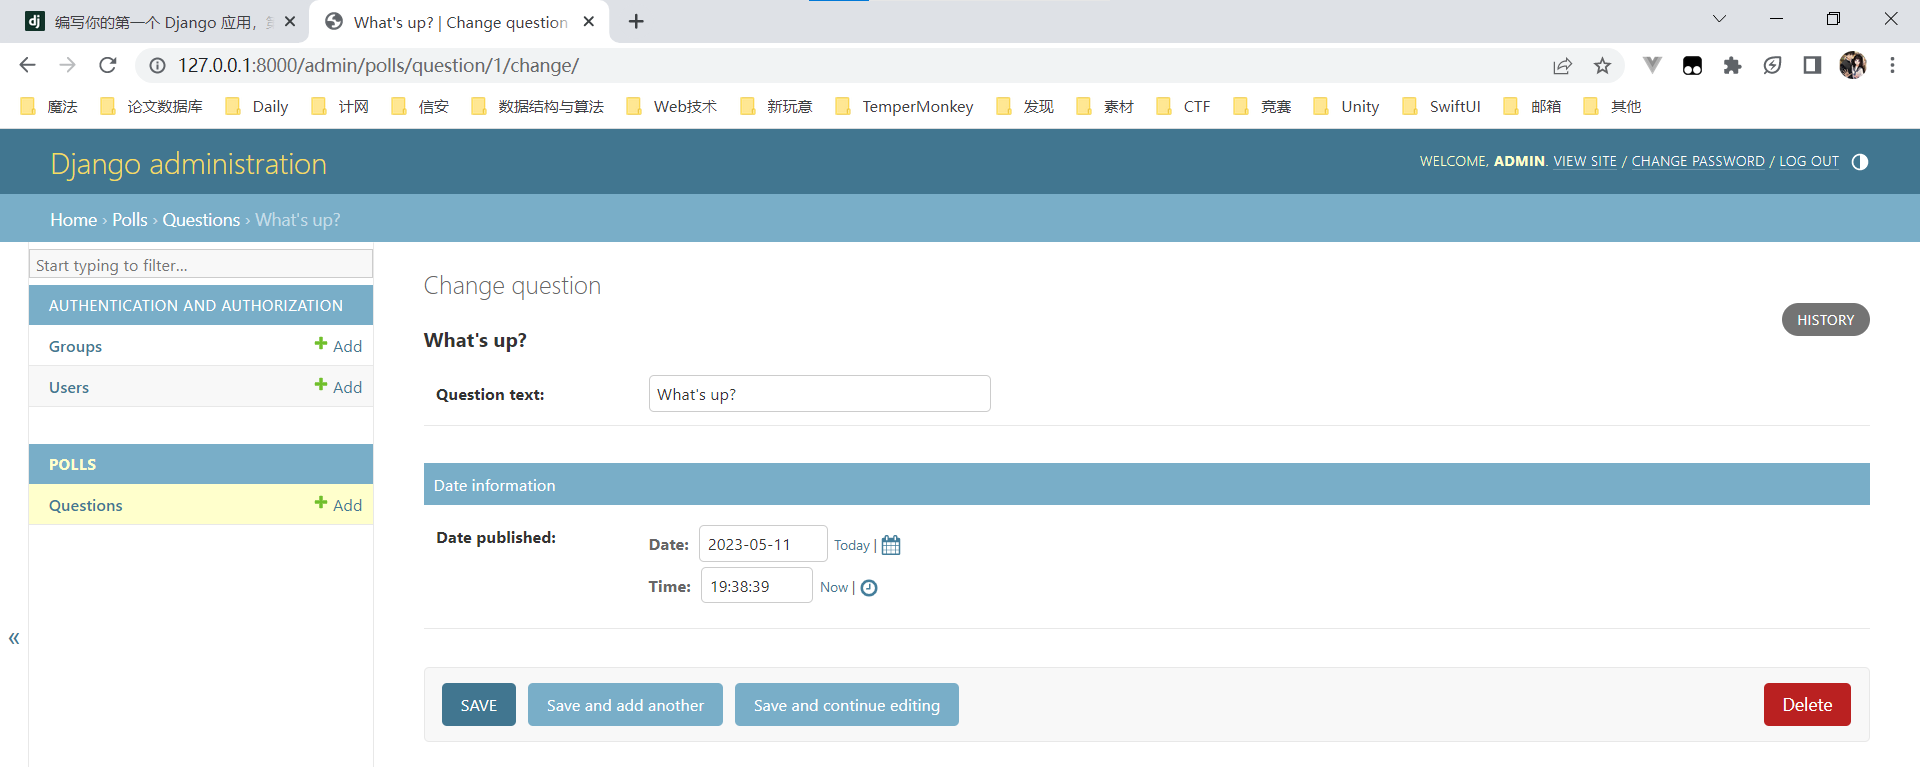 编写你的第一个 Django 应用，
What's up? | Change question
127.0.0.1:8000/admin/polls/question/1/change/
魔法 论文数据库 Daily 计网 信安 数据结构与算法 Web技术 新玩意 TemperMonkey 发现 素材 CTF 竞赛 Unity SwiftUI 邮箱 其他
Django administration
WELCOME, ADMIN. VIEW SITE / CHANGE PASSWORD / LOG OUT
Home › Polls › Questions › What's up?
Start typing to filter...
AUTHENTICATION AND AUTHORIZATION
Groups Add
Users Add
POLLS
Questions Add
Change question
HISTORY
What's up?
Question text: What's up?
Date information
Date published:
Date: 2023-05-11 Today |
Time: 19:38:39 Now |
«
SAVE Save and add another Save and continue editing Delete